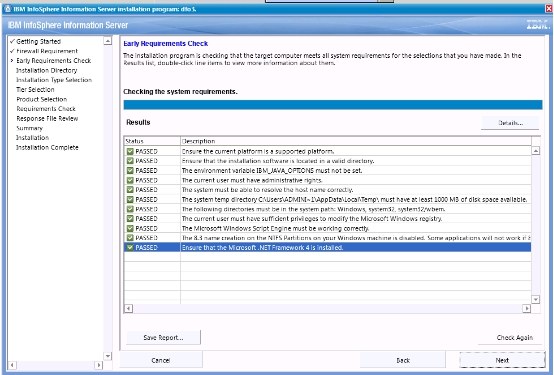 IBM InfoSphere Information Server installation program: dfo3.
IBM InfoSphere Information Server
Getting Started
Firewall Requirement
Early Requirements Check
Installation Directory
Installation Type Selection
Tier Selection
Product Selection
Requirements Check
Response File Review
Summary
Installation
Installation Complete
Early Requirements Check
The installation program is checking that the target computer meets all system requirements for the selections that you have made. In the
Results list, double-click line items to view more information about them.
Checking the system requirements.
Results
Details...
Status Description
PASSED Ensure the current platform is a supported platform.
PASSED Ensure that the installation software is located in a valid directory.
PASSED The environment variable IBM_JAVA_OPTIONS must not be set.
PASSED The current user must have administrative rights.
PASSED The system must be able to resolve the host name correctly.
PASSED The system temp directory C:\Users\ADMINI~1\AppData\Local\Temp\ must have at least 1000 MB of disk space available.
PASSED The following directories must be in the system path: Windows, system32, system32/wbem.
PASSED The current user must have sufficient privileges to modify the Microsoft Windows registry.
PASSED The Microsoft Windows Script Engine must be working correctly.
PASSED The 8.3 name creation on the NTFS Partitions on your Windows machine is disabled. Some applications will not work if
PASSED Ensure that the Microsoft .NET Framework 4 is installed.
Save Report...
Check Again
Cancel
Back
Next